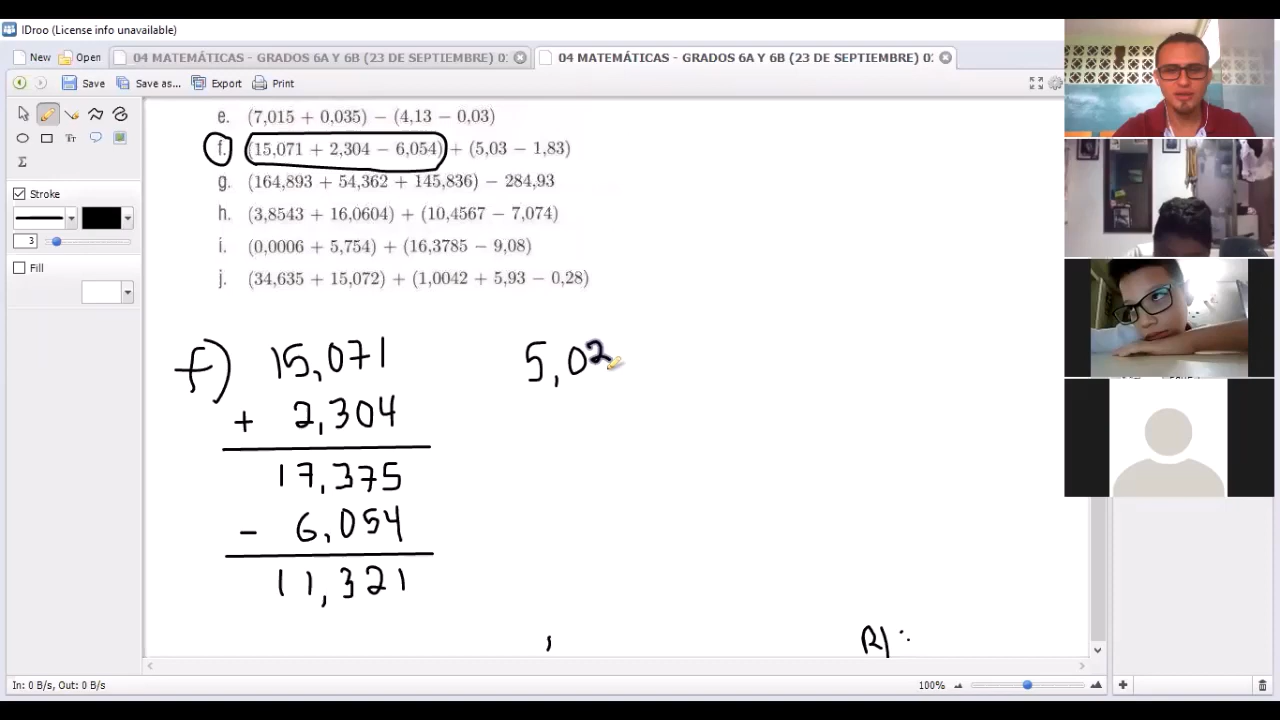 IDroo (License info unavailable)
New Open 04 MATEMÁTICAS - GRADOS 6A Y 6B (23 DE SEPTIEMBRE) 0: 04 MATEMÁTICAS - GRADOS 6A Y 6B (23 DE SEPTIEMBRE) 0:
Save Save as... Export Print
e. (7,015 + 0,035) − (4,13 − 0,03)
f. (15,071 + 2,304 − 6,054) + (5,03 − 1,83)
g. (164,893 + 54,362 + 145,836) − 284,93
h. (3,8543 + 16,0604) + (10,4567 − 7,074)
i. (0,0006 + 5,754) + (16,3785 − 9,08)
j. (34,635 + 15,072) + (1,0042 + 5,93 − 0,28)
Tr
Σ
Stroke
3
Fill
f) 15,071 5,02
+ 2,304
17,375
- 6,054
11,321
, R) :
In: 0 B/s, Out: 0 B/s 100%